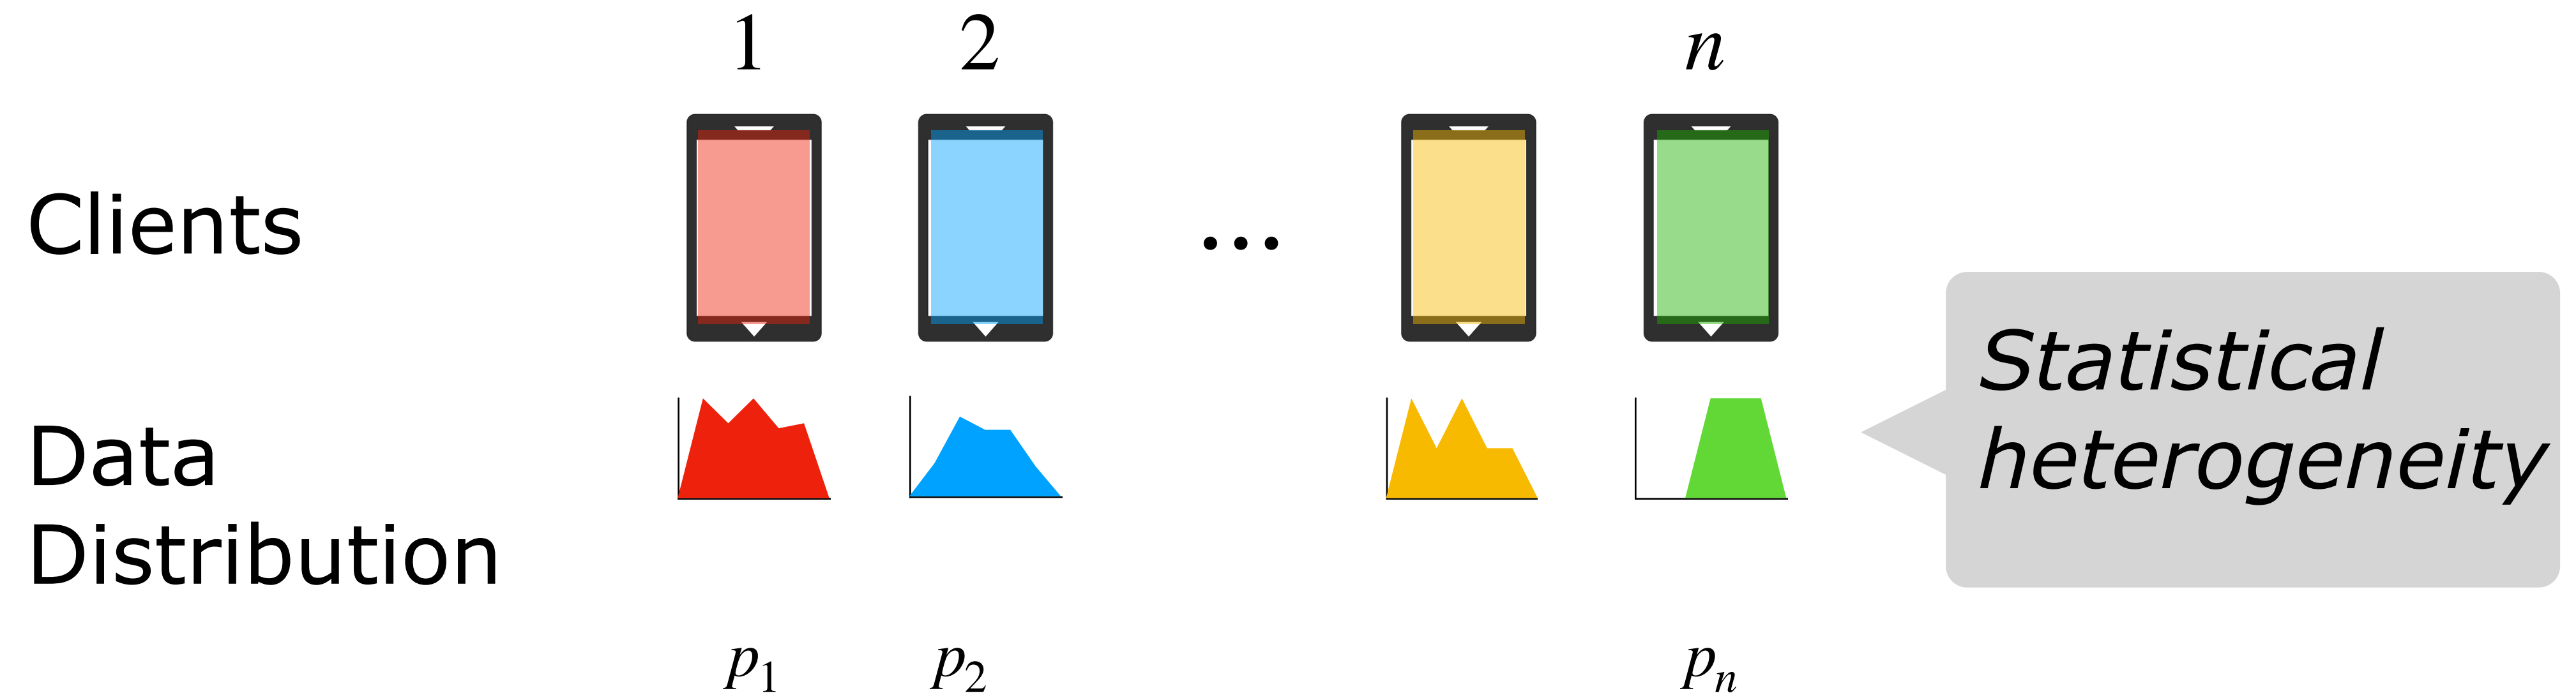 1 2 n
Clients
...
Statistical
heterogeneity
Data
Distribution
p1 p2 pn